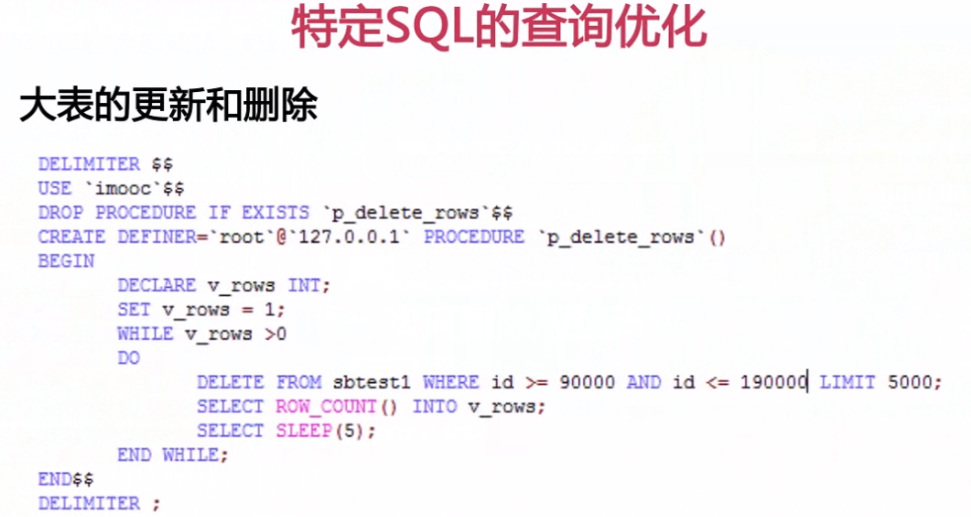 特定SQL的查询优化
大表的更新和删除
DELIMITER $$
USE `imooc`$$
DROP PROCEDURE IF EXISTS `p_delete_rows`$$
CREATE DEFINER=`root`@`127.0.0.1` PROCEDURE `p_delete_rows`()
BEGIN
DECLARE v_rows INT;
SET v_rows = 1;
WHILE v_rows >0
DO
DELETE FROM sbtest1 WHERE id >= 90000 AND id <= 190000 LIMIT 5000;
SELECT ROW_COUNT() INTO v_rows;
SELECT SLEEP(5);
END WHILE;
END$$
DELIMITER ;